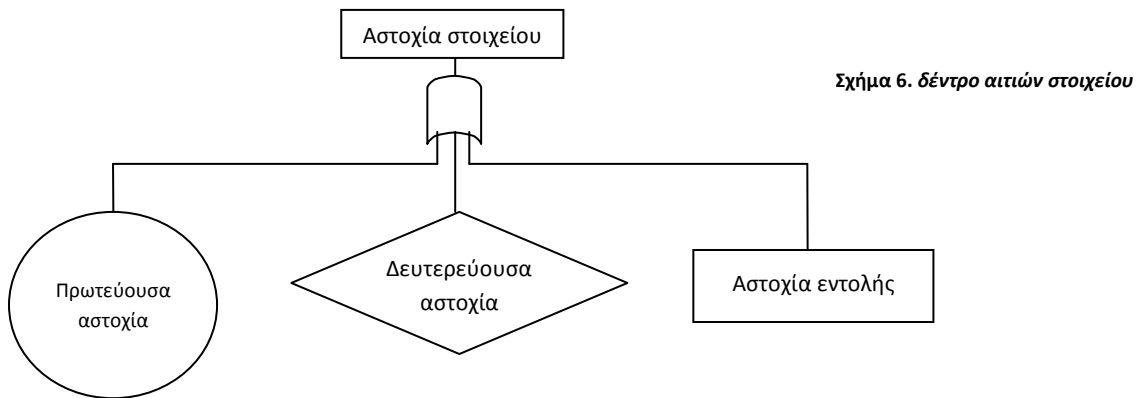 Αστοχία στοιχείου
Σχήμα 6. δέντρο αιτιών στοιχείου
Πρωτεύουσα
αστοχία
Δευτερεύουσα
αστοχία
Αστοχία εντολής